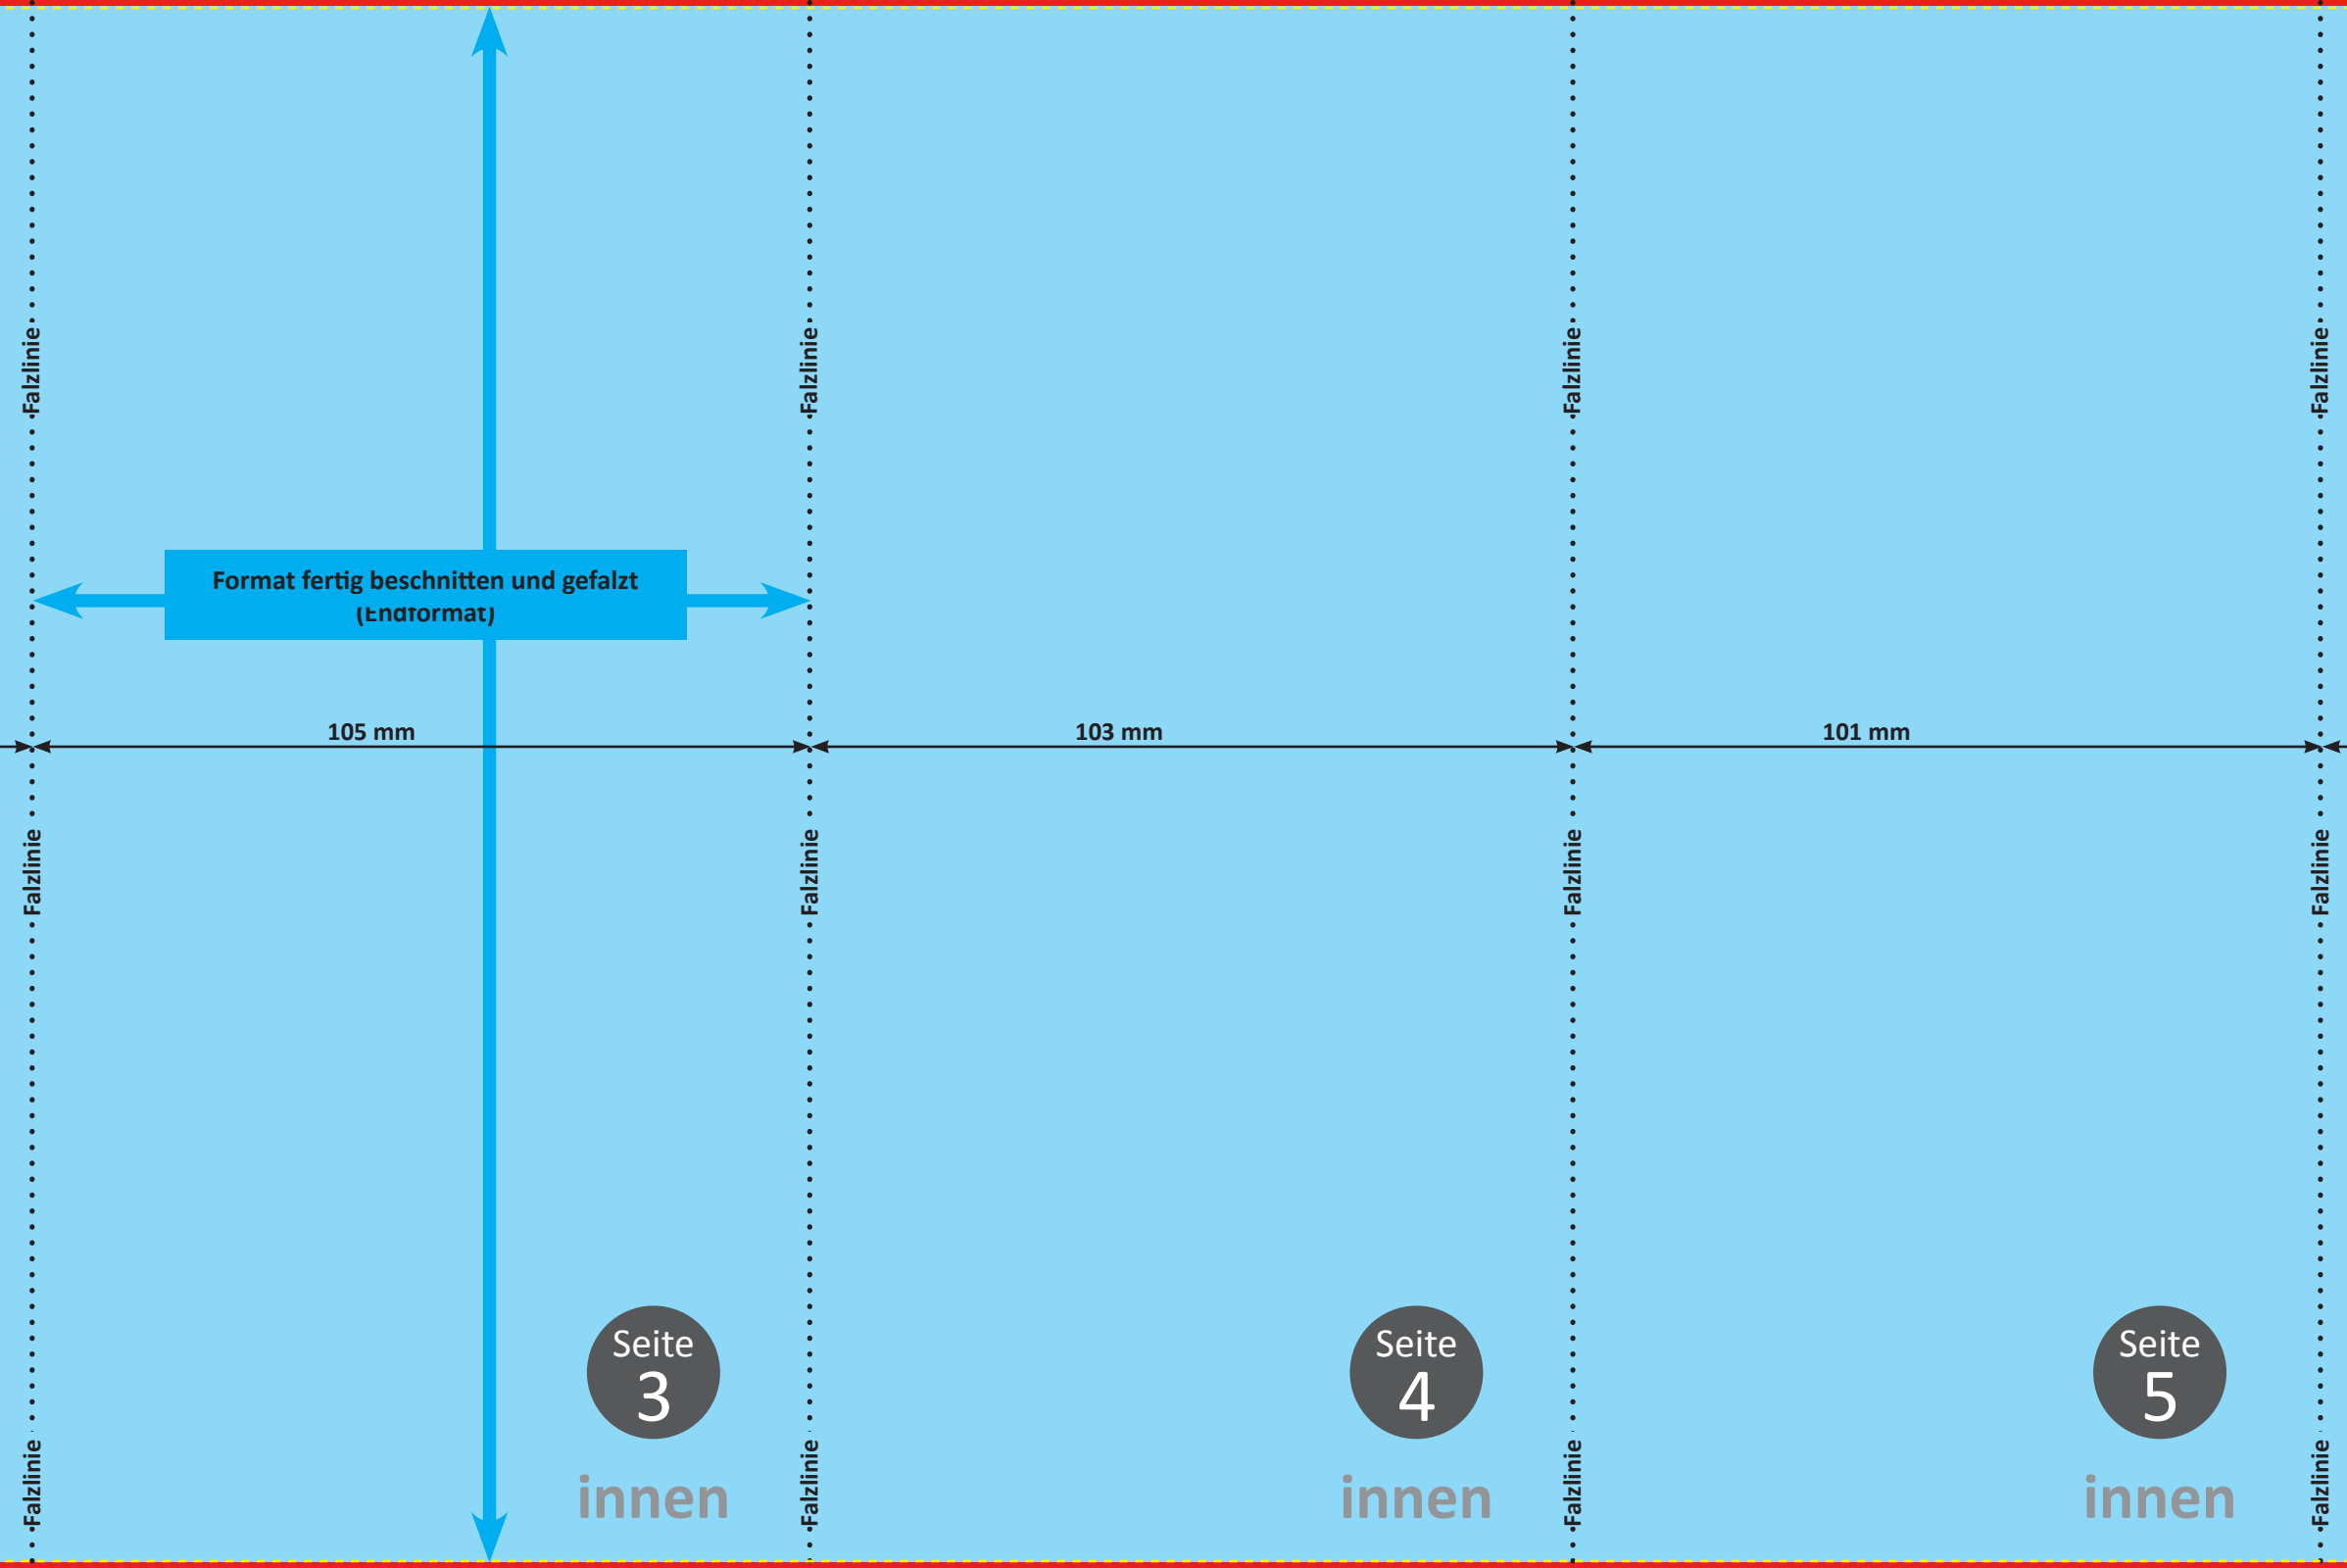 Falzlinie
Falzlinie
Falzlinie
Falzlinie
Format fertig beschnitten und gefalzt
(Endformat)
105 mm
103 mm
101 mm
Falzlinie
Falzlinie
Falzlinie
Falzlinie
Seite
3
innen
Seite
4
innen
Seite
5
innen
Falzlinie
Falzlinie
Falzlinie
Falzlinie